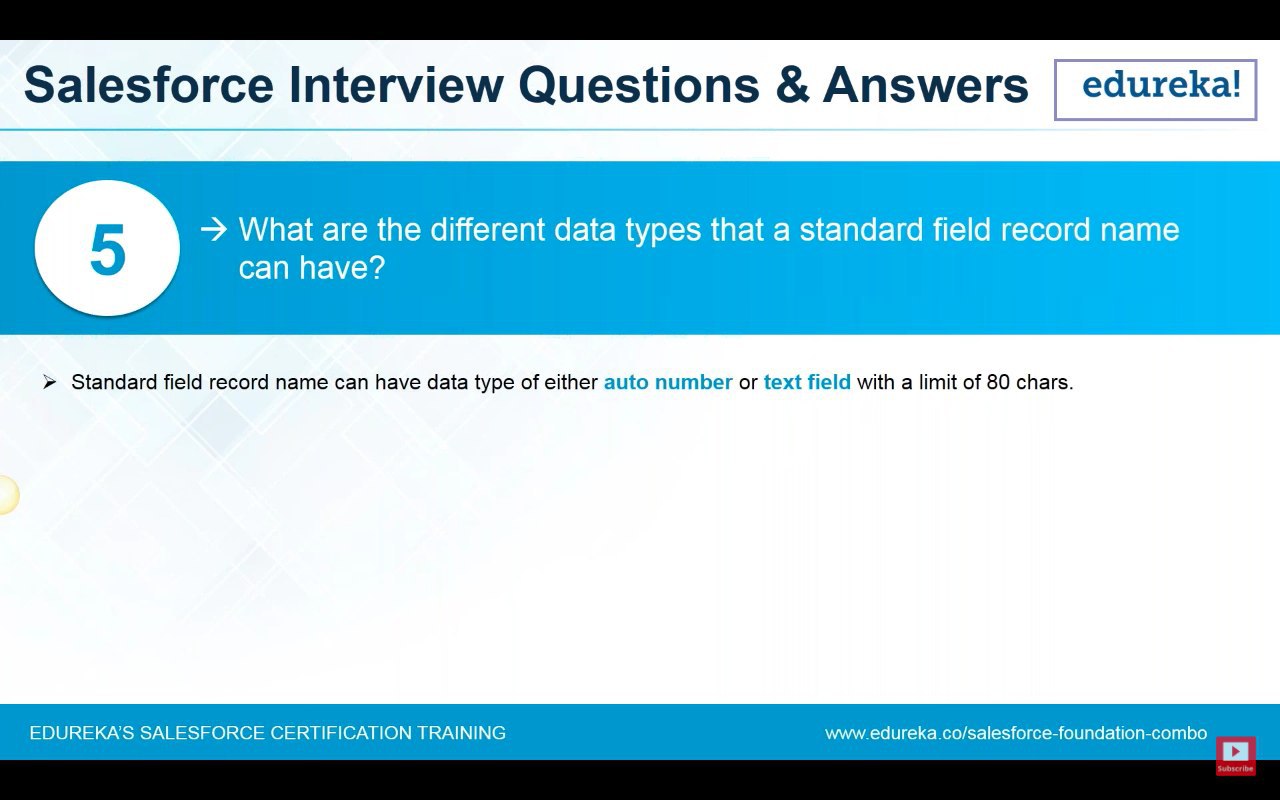 Salesforce Interview Questions & Answers
edureka!
5
→ What are the different data types that a standard field record name
can have?
➢ Standard field record name can have data type of either auto number or text field with a limit of 80 chars.
EDUREKA'S SALESFORCE CERTIFICATION TRAINING
www.edureka.co/salesforce-foundation-combo
Subscribe